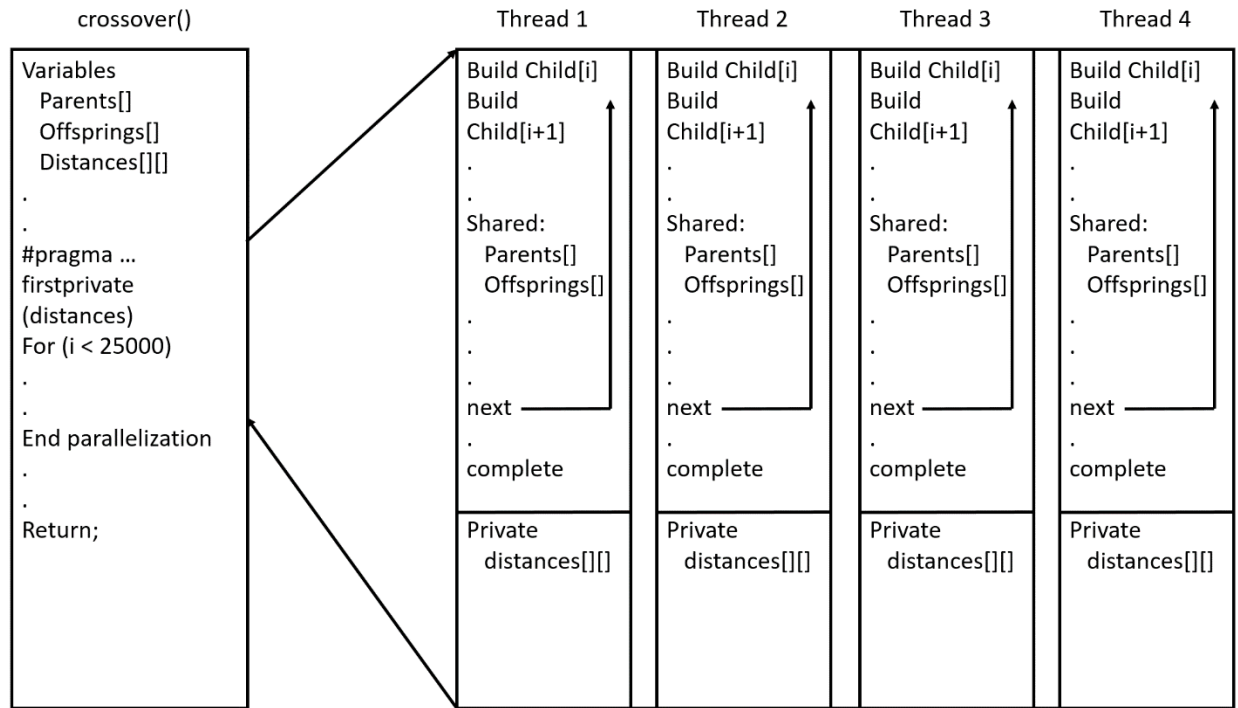 crossover()
Variables
Parents[]
Offsprings[]
Distances[][]
.
.
#pragma ...
firstprivate
(distances)
For (i < 25000)
.
.
End parallelization
.
.
Return;
Thread 1
Build Child[i]
Build
Child[i+1]
.
.
Shared:
Parents[]
Offsprings[]
.
.
.
next
.
complete
Private
distances[][]
Thread 2
Build Child[i]
Build
Child[i+1]
.
.
Shared:
Parents[]
Offsprings[]
.
.
.
next
.
complete
Private
distances[][]
Thread 3
Build Child[i]
Build
Child[i+1]
.
.
Shared:
Parents[]
Offsprings[]
.
.
.
next
.
complete
Private
distances[][]
Thread 4
Build Child[i]
Build
Child[i+1]
.
.
Shared:
Parents[]
Offsprings[]
.
.
.
next
.
complete
Private
distances[][]